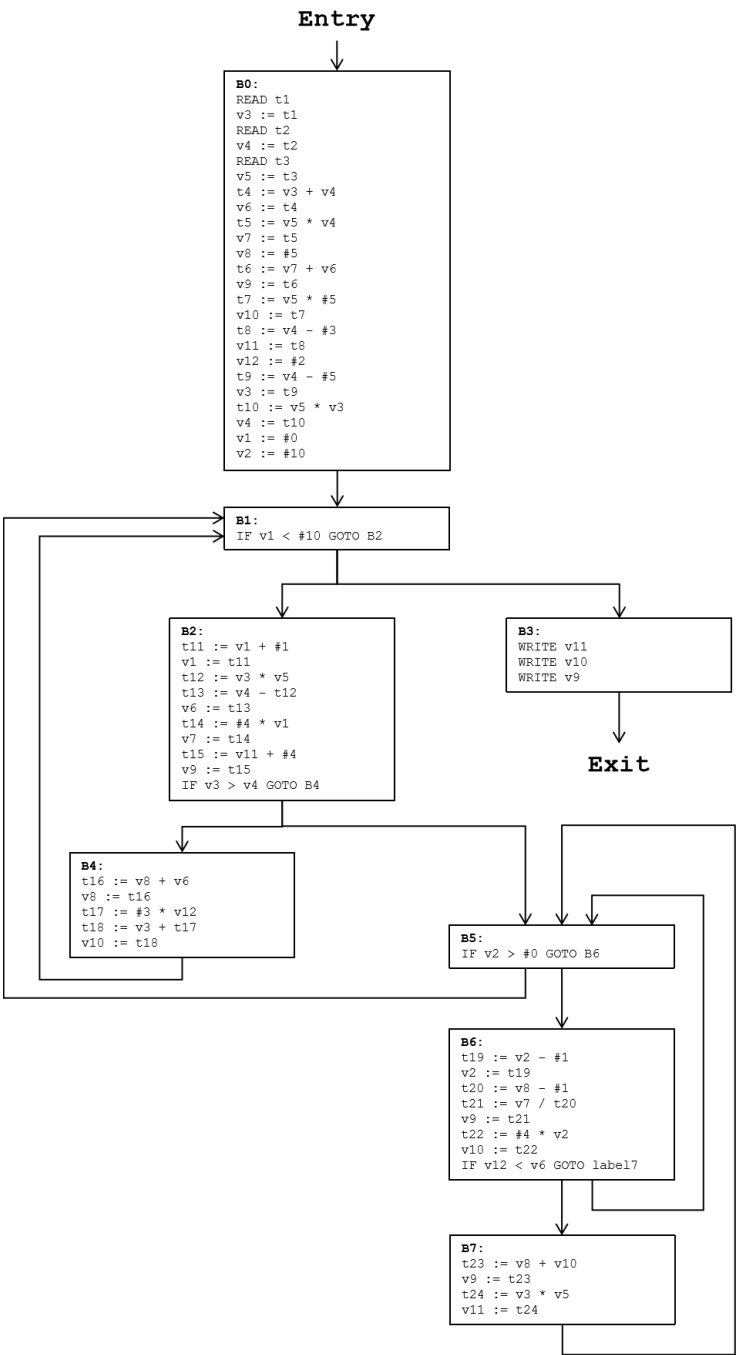 Entry
B0:
READ t1
v3 := t1
READ t2
v4 := t2
READ t3
v5 := t3
t4 := v3 + v4
v6 := t4
t5 := v5 * v4
v7 := t5
v8 := #5
t6 := v7 + v6
v9 := t6
t7 := v5 * #5
v10 := t7
t8 := v4 - #3
v11 := t8
v12 := #2
t9 := v4 - #5
v3 := t9
t10 := v5 * v3
v4 := t10
v1 := #0
v2 := #10
B1:
IF v1 < #10 GOTO B2
B2:
t11 := v1 + #1
v1 := t11
t12 := v3 * v5
t13 := v4 - t12
v6 := t13
t14 := #4 * v1
v7 := t14
t15 := v11 + #4
v9 := t15
IF v3 > v4 GOTO B4
B3:
WRITE v11
WRITE v10
WRITE v9
Exit
B4:
t16 := v8 + v6
v8 := t16
t17 := #3 * v12
t18 := v3 + t17
v10 := t18
B5:
IF v2 > #0 GOTO B6
B6:
t19 := v2 - #1
v2 := t19
t20 := v8 - #1
t21 := v7 / t20
v9 := t21
t22 := #4 * v2
v10 := t22
IF v12 < v6 GOTO label7
B7:
t23 := v8 + v10
v9 := t23
t24 := v3 * v5
v11 := t24